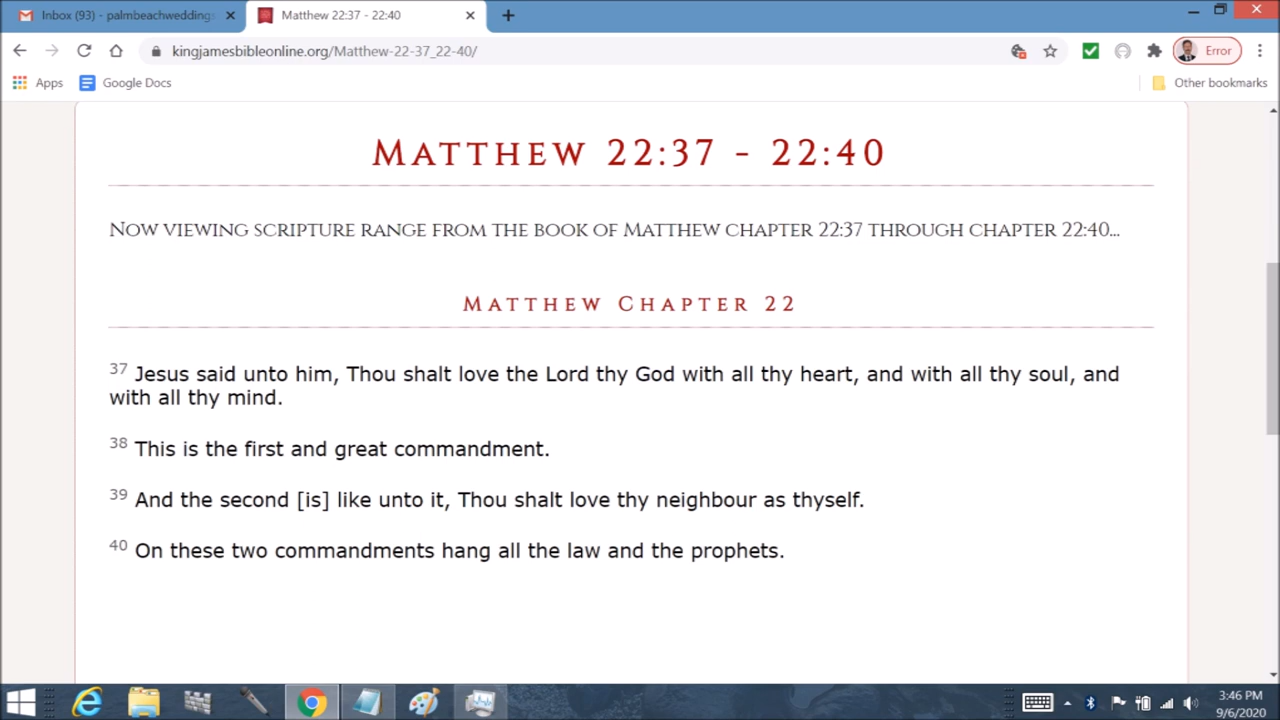 Inbox (93) - palmbeachwedding
Matthew 22:37 - 22:40
kingjamesbibleonline.org/Matthew-22-37_22-40/
Error
Apps
Google Docs
Other bookmarks
Matthew 22:37 - 22:40
Now viewing scripture range from the book of Matthew chapter 22:37 through chapter 22:40...
Matthew Chapter 22
37 Jesus said unto him, Thou shalt love the Lord thy God with all thy heart, and with all thy soul, and
with all thy mind.
38 This is the first and great commandment.
39 And the second [is] like unto it, Thou shalt love thy neighbour as thyself.
40 On these two commandments hang all the law and the prophets.
3:46 PM
9/6/2020